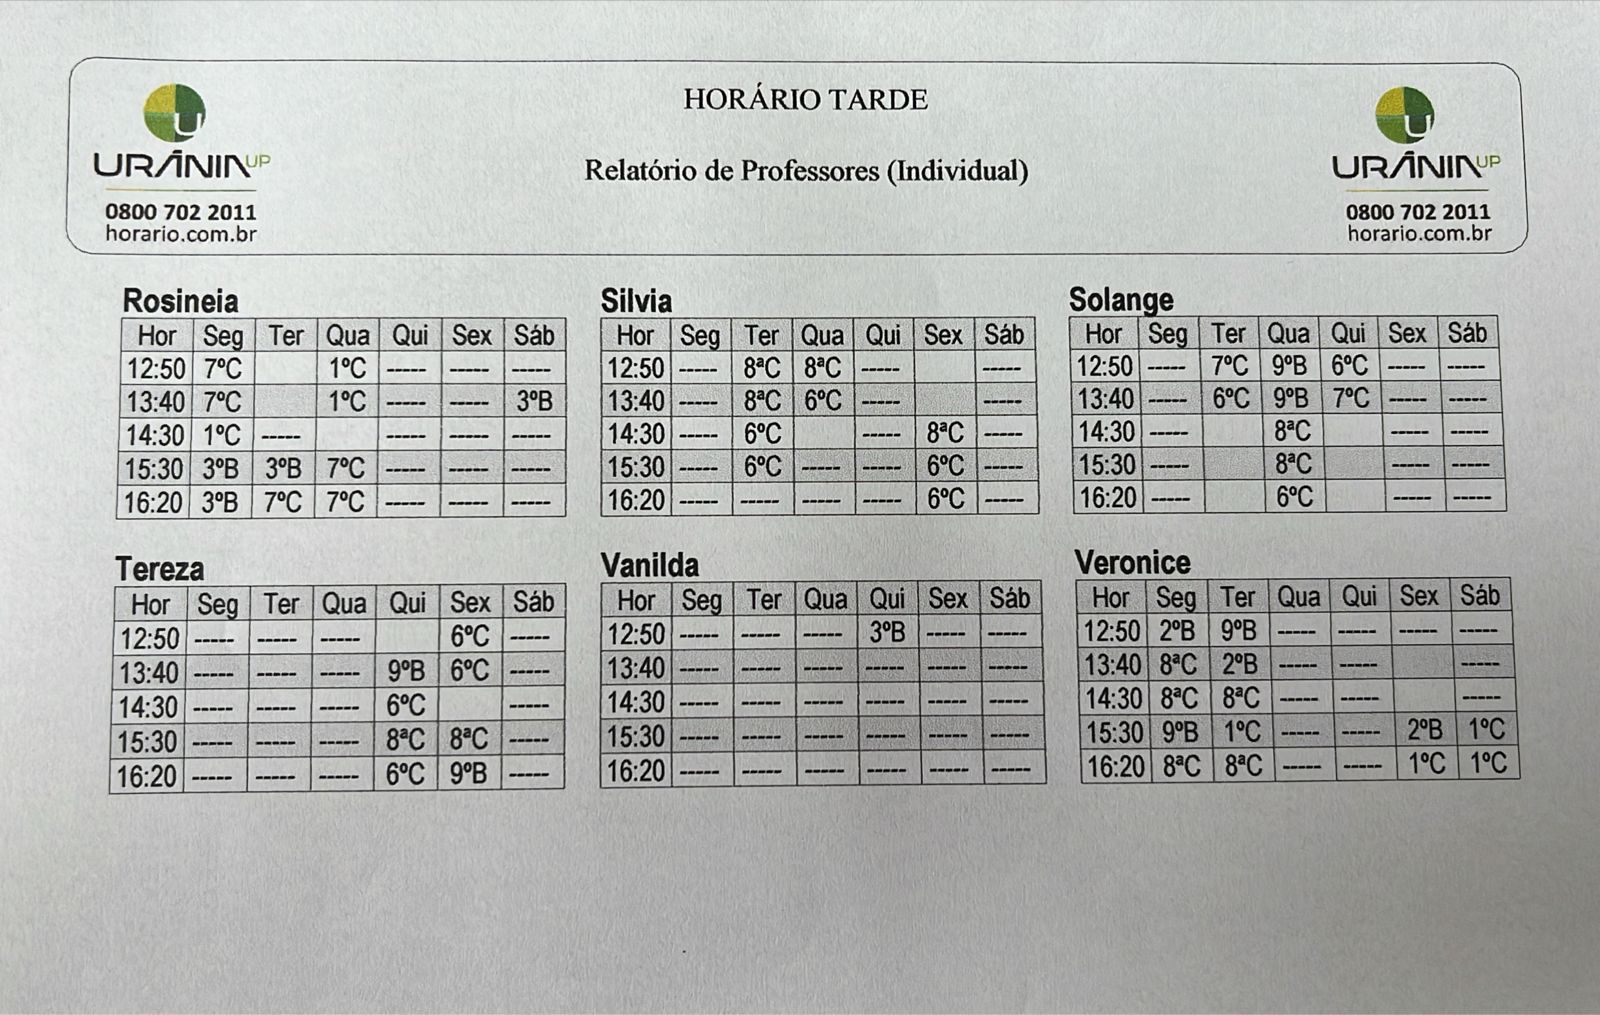 HORÁRIO TARDE
Relatório de Professores (Individual)
URÂNIA UP
0800 702 2011
horario.com.br
URÂNIA UP
0800 702 2011
horario.com.br
Rosineia
Hor Seg Ter Qua Qui Sex Sáb
12:50 7ºC 1ºC ----- ----- -----
13:40 7ºC 1ºC ----- ----- 3ºB
14:30 1ºC ----- ----- ----- -----
15:30 3ºB 3ºB 7ºC ----- ----- -----
16:20 3ºB 7ºC 7ºC ----- ----- -----
Silvia
Hor Seg Ter Qua Qui Sex Sáb
12:50 ----- 8ªC 8ªC ----- -----
13:40 ----- 8ªC 6ºC ----- -----
14:30 ----- 6ºC ----- 8ªC -----
15:30 ----- 6ºC ----- ----- 6ºC -----
16:20 ----- ----- ----- ----- 6ºC -----
Solange
Hor Seg Ter Qua Qui Sex Sáb
12:50 ----- 7ºC 9ºB 6ºC ----- -----
13:40 ----- 6ºC 9ºB 7ºC ----- -----
14:30 ----- 8ªC ----- -----
15:30 ----- 8ªC ----- -----
16:20 ----- 6ºC ----- -----
Tereza
Hor Seg Ter Qua Qui Sex Sáb
12:50 ----- ----- ----- 6ºC -----
13:40 ----- ----- ----- 9ºB 6ºC -----
14:30 ----- ----- ----- 6ºC -----
15:30 ----- ----- ----- 8ªC 8ªC -----
16:20 ----- ----- ----- 6ºC 9ºB -----
Vanilda
Hor Seg Ter Qua Qui Sex Sáb
12:50 ----- ----- ----- 3ºB ----- -----
13:40 ----- ----- ----- ----- ----- -----
14:30 ----- ----- ----- ----- ----- -----
15:30 ----- ----- ----- ----- ----- -----
16:20 ----- ----- ----- ----- ----- -----
Veronice
Hor Seg Ter Qua Qui Sex Sáb
12:50 2ºB 9ºB ----- ----- ----- -----
13:40 8ªC 2ºB ----- ----- -----
14:30 8ªC 8ªC ----- ----- -----
15:30 9ºB 1ºC ----- ----- 2ºB 1ºC
16:20 8ªC 8ªC ----- ----- 1ºC 1ºC